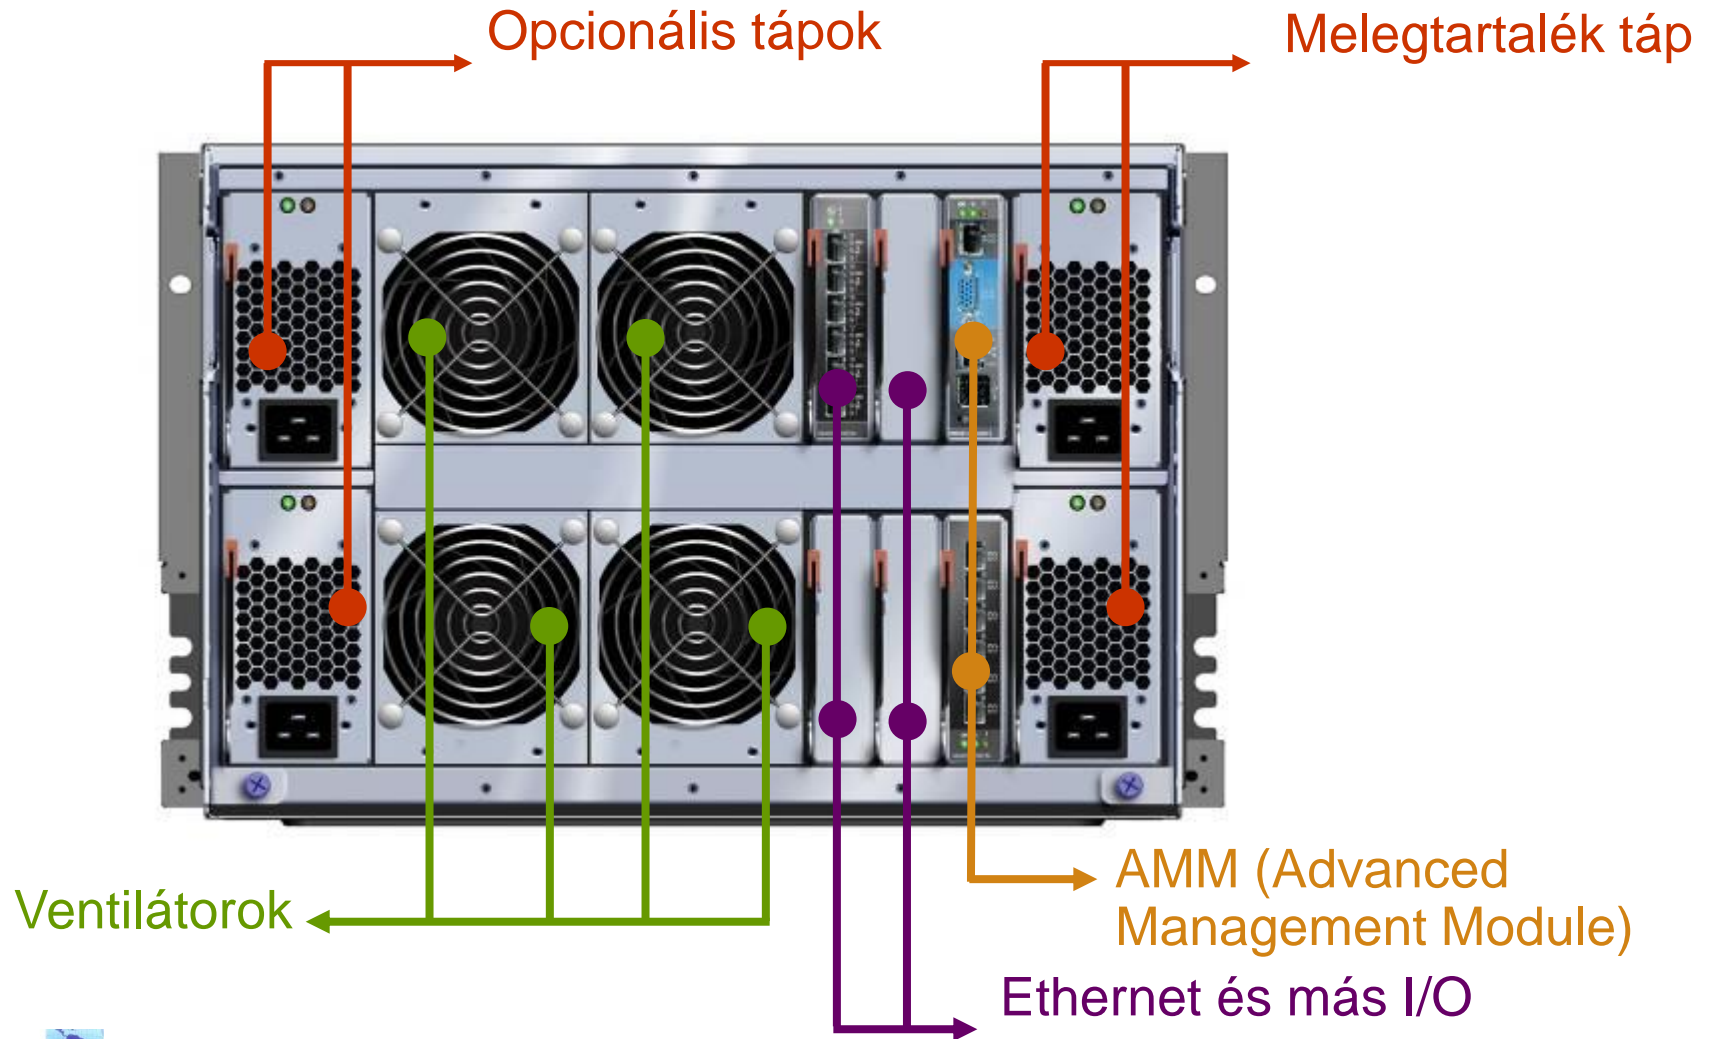 Opcionális tápok
Melegtartalék táp
Ventilátorok
AMM (Advanced
Management Module)
Ethernet és más I/O